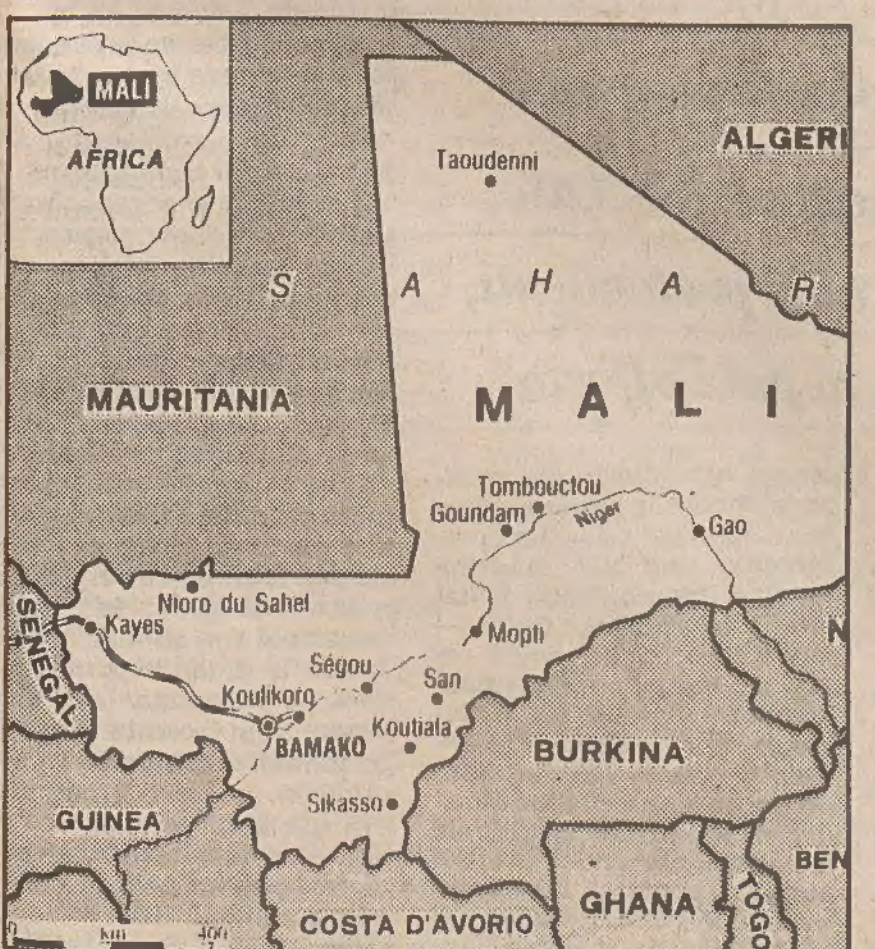 MALI
AFRICA
ALGERI
Taoudenni
S A H A R
MAURITANIA
M A L I
Tombouctou
Goundam
Niger
Gao
Nioro du Sahel
SENEGAL
Kayes
Mopti
N
Ségou
San
Koulikoro
BAMAKO
Koutiala
BURKINA
Sikasso
GUINEA
BEN
GHANA
TOGO
COSTA D'AVORIO
0 km 400